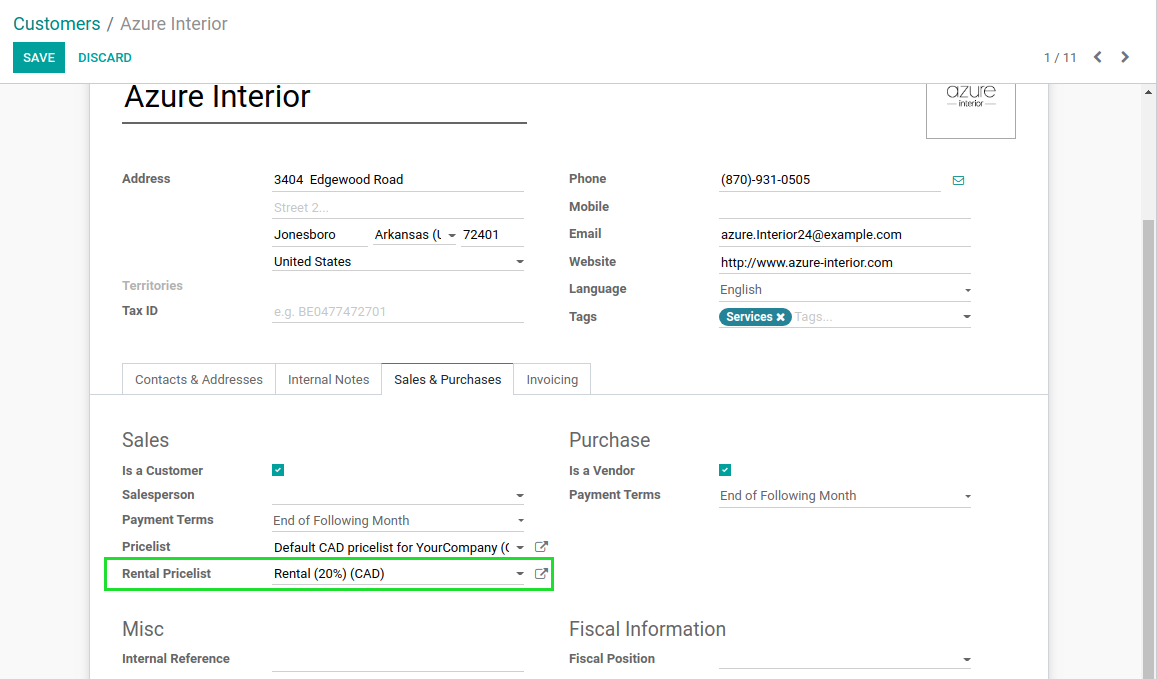 Customers / Azure Interior
SAVE DISCARD
1 / 11
Azure Interior
azure
interior
Address
3404 Edgewood Road
Street 2...
Jonesboro Arkansas (U 72401
United States
Territories
Tax ID e.g. BE0477472701
Phone (870)-931-0505
Mobile
Email azure.Interior24@example.com
Website http://www.azure-interior.com
Language English
Tags Services Tags...
Contacts & Addresses Internal Notes Sales & Purchases Invoicing
Sales
Is a Customer
Salesperson
Payment Terms End of Following Month
Pricelist Default CAD pricelist for YourCompany (C
Rental Pricelist Rental (20%) (CAD)
Purchase
Is a Vendor
Payment Terms End of Following Month
Misc
Internal Reference
Fiscal Information
Fiscal Position